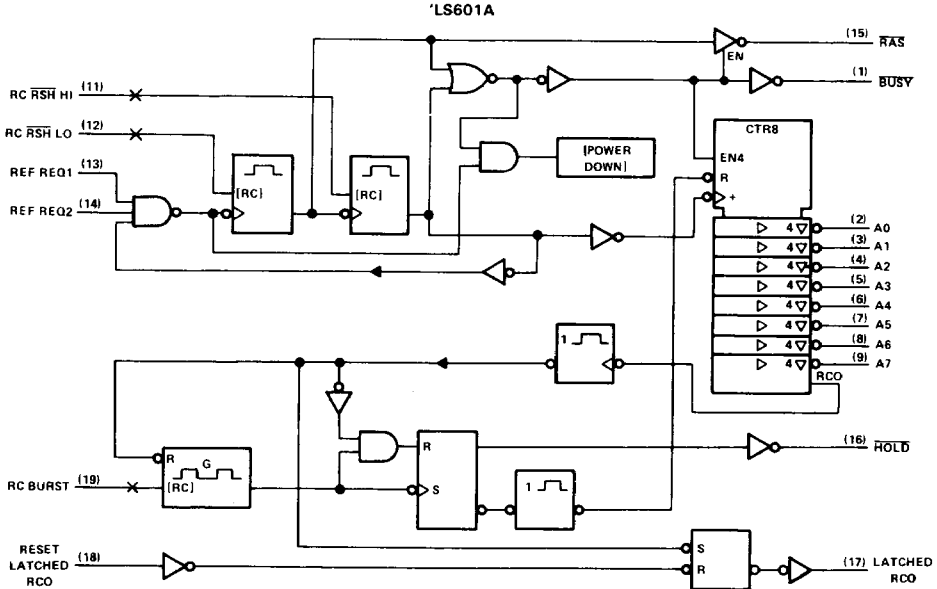 'LS601A
(15) RAS
EN
(1) BUSY
RC RSH HI (11)
RC RSH LO (12)
REF REQ1 (13)
REF REQ2 (14)
[RC]
[RC]
[POWER
DOWN]
CTR8
EN4
R
+
4 (2) A0
4 (3) A1
4 (4) A2
4 (5) A3
4 (6) A4
4 (7) A5
4 (8) A6
4 (9) A7
RCO
1
R
G
[RC]
RC BURST (19)
R
S
1
(16) HOLD
RESET
LATCHED (18)
RCO
S
R
(17) LATCHED
RCO